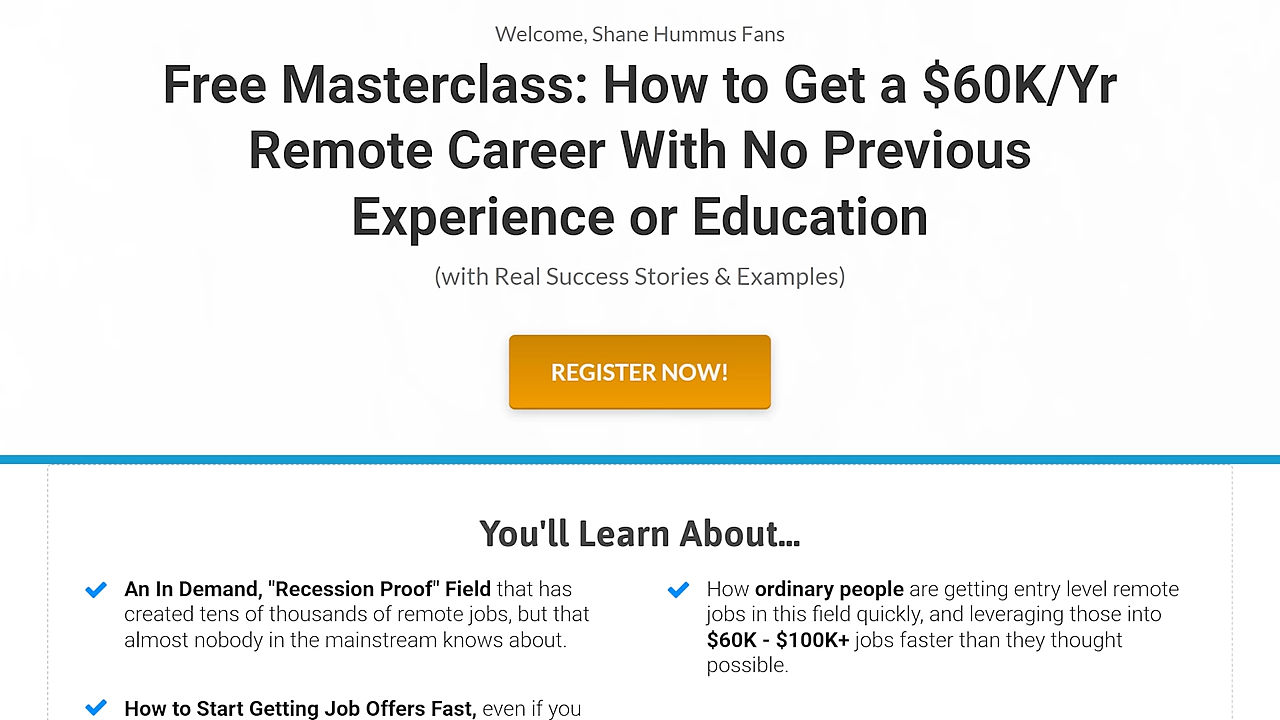 Welcome, Shane Hummus Fans
Free Masterclass: How to Get a $60K/Yr
Remote Career With No Previous
Experience or Education
(with Real Success Stories & Examples)
REGISTER NOW!
You'll Learn About...
An In Demand, "Recession Proof" Field that has
created tens of thousands of remote jobs, but that
almost nobody in the mainstream knows about.
How to Start Getting Job Offers Fast, even if you
How ordinary people are getting entry level remote
jobs in this field quickly, and leveraging those into
$60K - $100K+ jobs faster than they thought
possible.